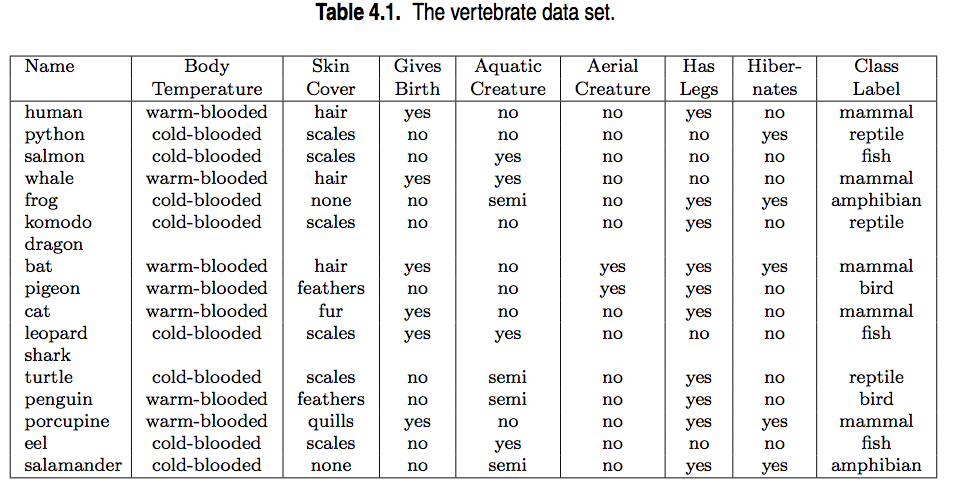 Table 4.1. The vertebrate data set.
Name Body Skin Gives Aquatic Aerial Has Hiber- Class
Temperature Cover Birth Creature Creature Legs nates Label
human warm-blooded hair yes no no yes no mammal
python cold-blooded scales no no no no yes reptile
salmon cold-blooded scales no yes no no no fish
whale warm-blooded hair yes yes no no no mammal
frog cold-blooded none no semi no yes yes amphibian
komodo cold-blooded scales no no no yes no reptile
dragon
bat warm-blooded hair yes no yes yes yes mammal
pigeon warm-blooded feathers no no yes yes no bird
cat warm-blooded fur yes no no yes no mammal
leopard cold-blooded scales yes yes no no no fish
shark
turtle cold-blooded scales no semi no yes no reptile
penguin warm-blooded feathers no semi no yes no bird
porcupine warm-blooded quills yes no no yes yes mammal
eel cold-blooded scales no yes no no no fish
salamander cold-blooded none no semi no yes yes amphibian